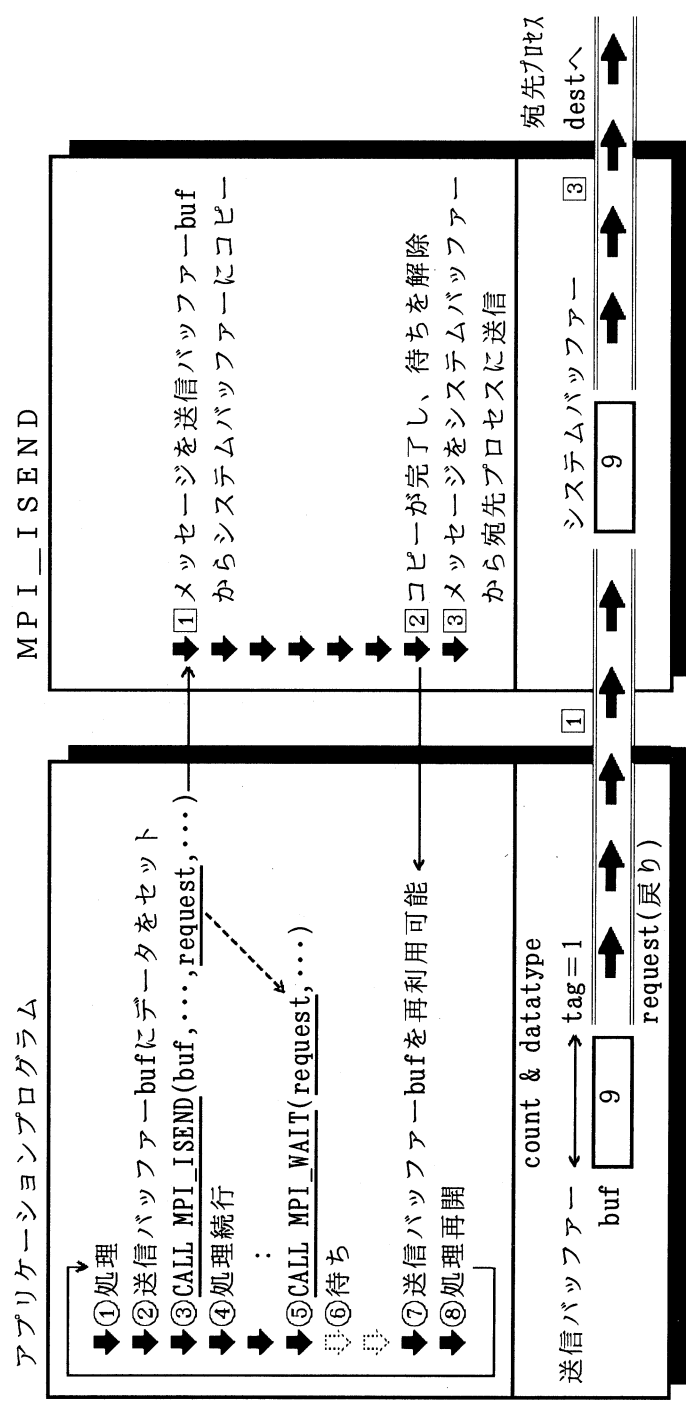 アプリケーションプログラム
①処理
②送信バッファーbufにデータをセット
③CALL MPI_ISEND(buf,···,request,···)
④処理続行
:
⑤CALL MPI_WAIT(request,···)
⑥待ち
⑦送信バッファーbufを再利用可能
⑧処理再開
count & datatype
送信バッファー
tag=1
buf
9
request(戻り)
MPI_ISEND
1メッセージを送信バッファーbuf
からシステムバッファーにコピー
2コピーが完了し、待ちを解除
3メッセージをシステムバッファー
から宛先プロセスに送信
1
システムバッファー
9
3
宛先プロセス
destへ